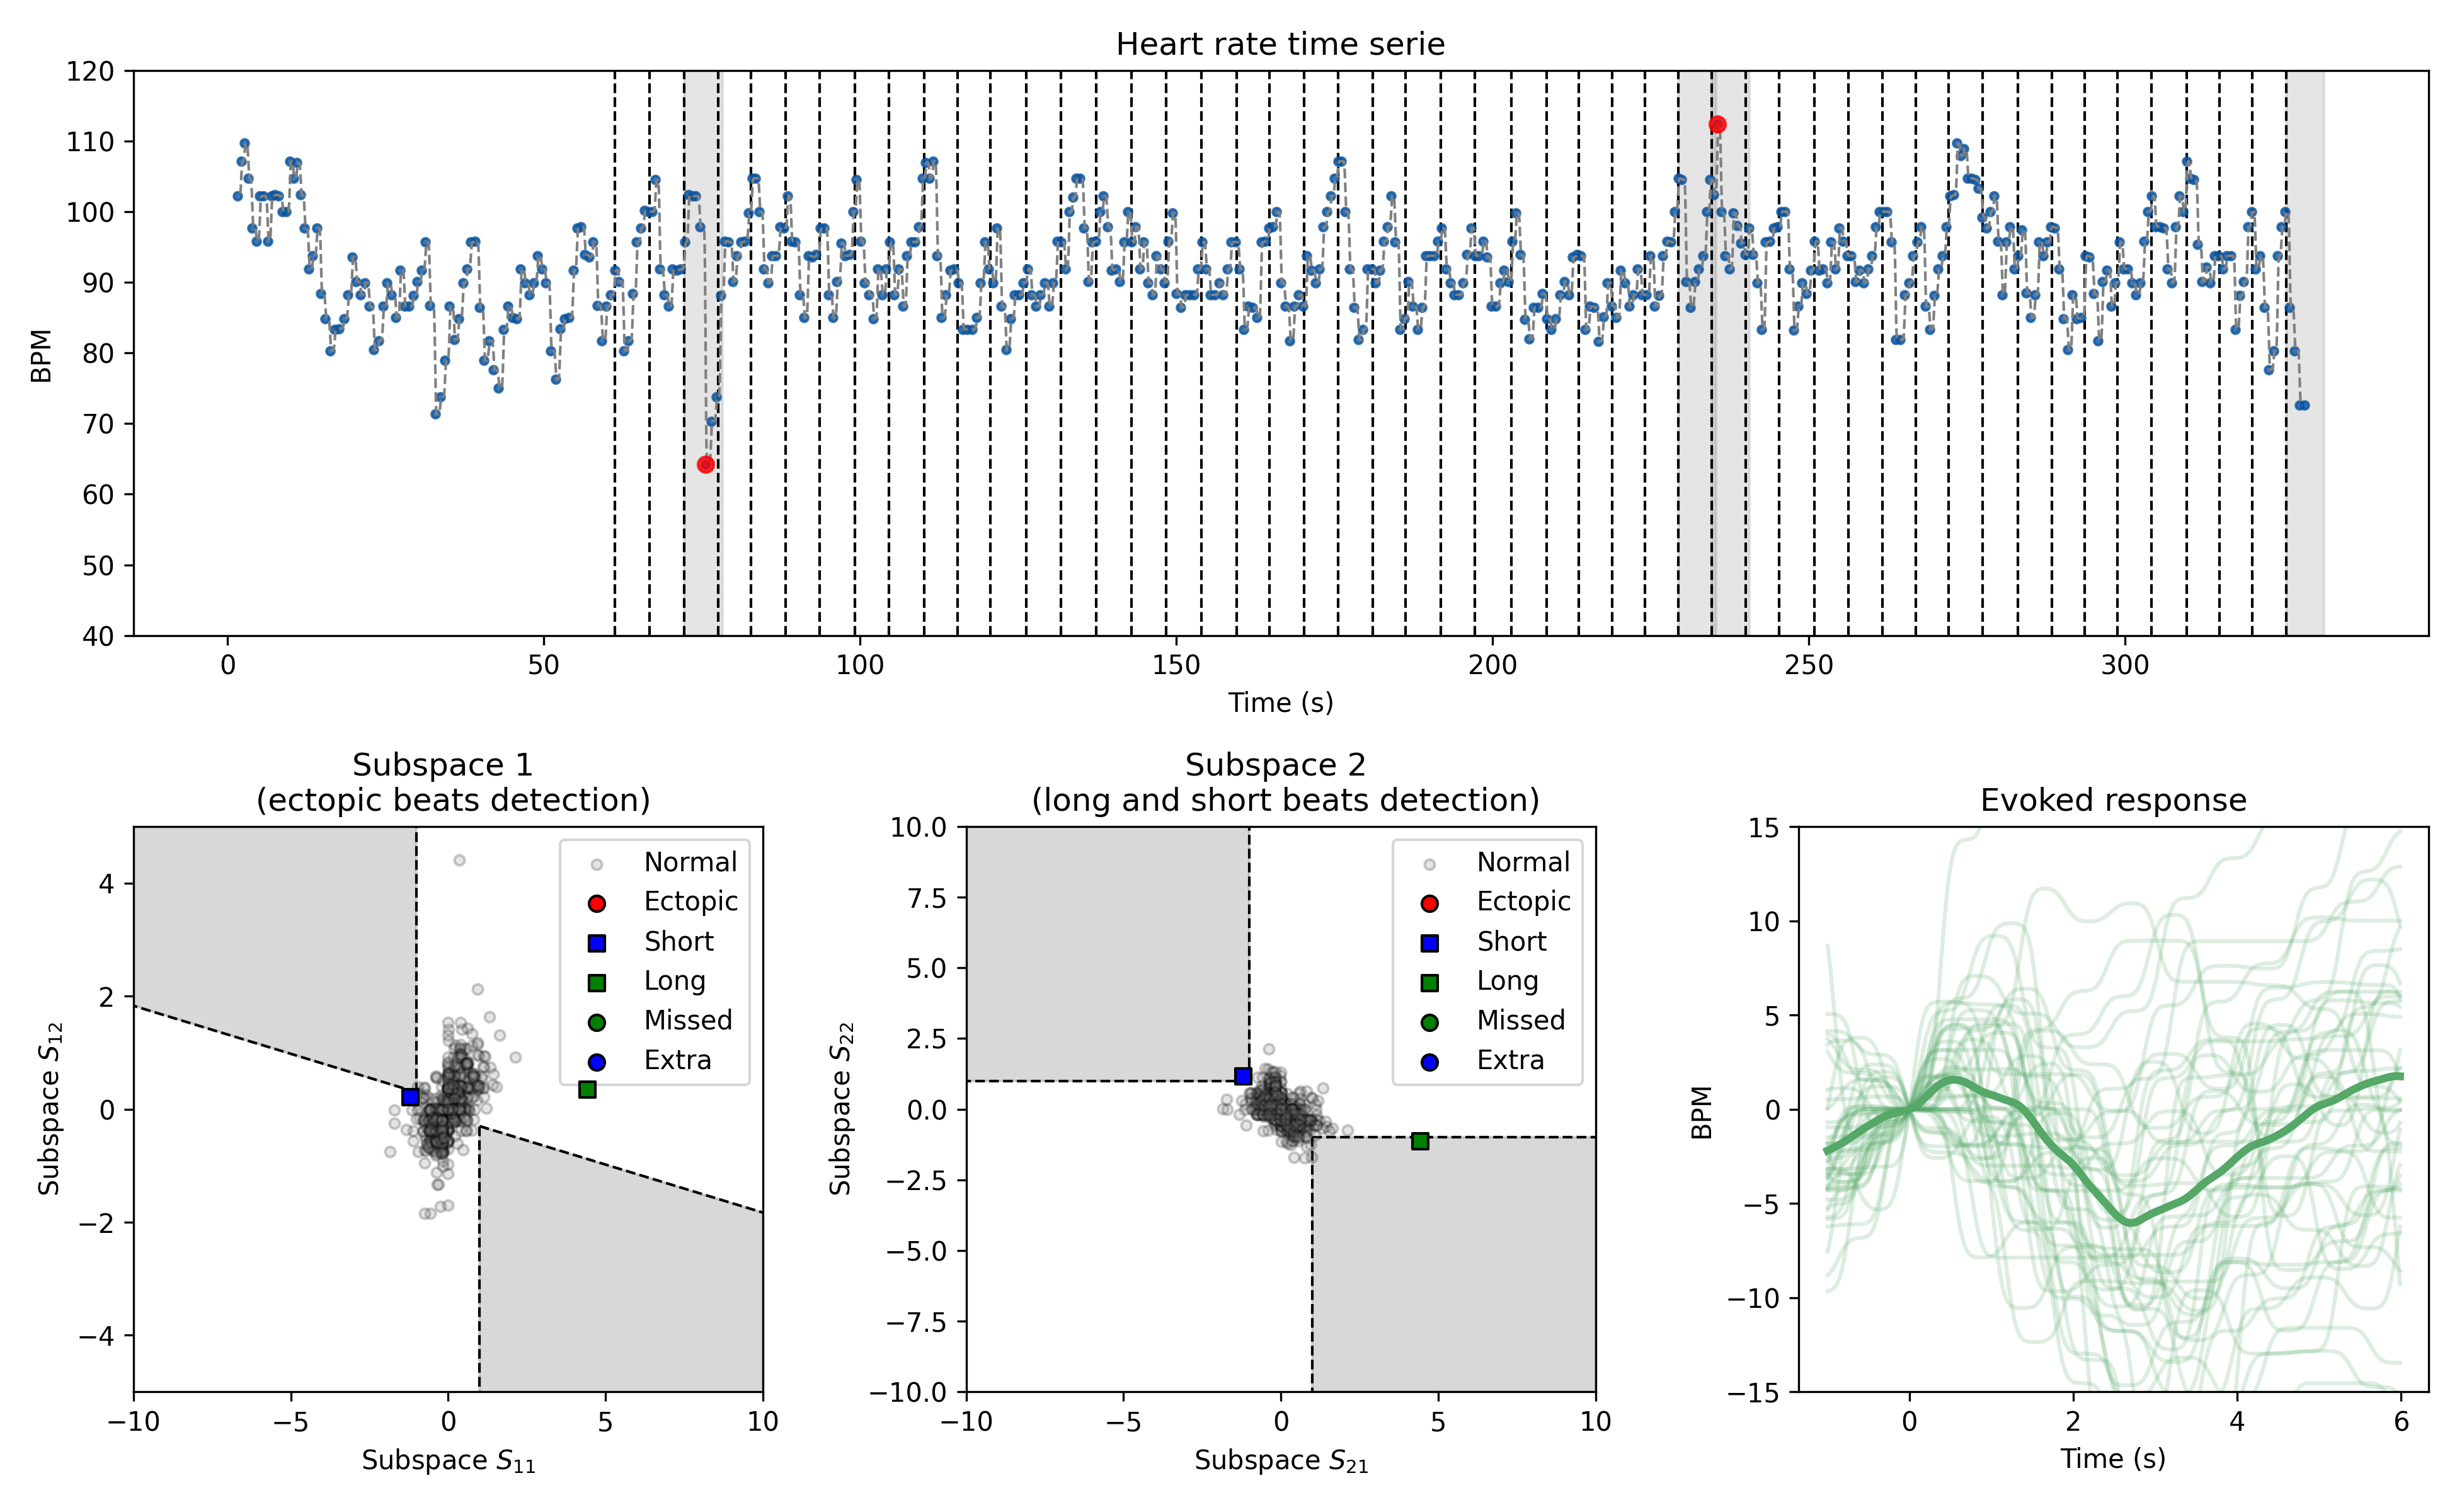 Heart rate time serie
120
110
100
90
80
70
60
50
40
BPM
0 50 100 150 200 250 300
Time (s)
Subspace 1
(ectopic beats detection)
4
2
0
−2
−4
Subspace S12
Normal
Ectopic
Short
Long
Missed
Extra
−10 −5 0 5 10
Subspace S11
Subspace 2
(long and short beats detection)
10.0
7.5
5.0
2.5
0.0
−2.5
−5.0
−7.5
−10.0
Subspace S22
Normal
Ectopic
Short
Long
Missed
Extra
−10 −5 0 5 10
Subspace S21
Evoked response
15
10
5
0
−5
−10
−15
BPM
0 2 4 6
Time (s)